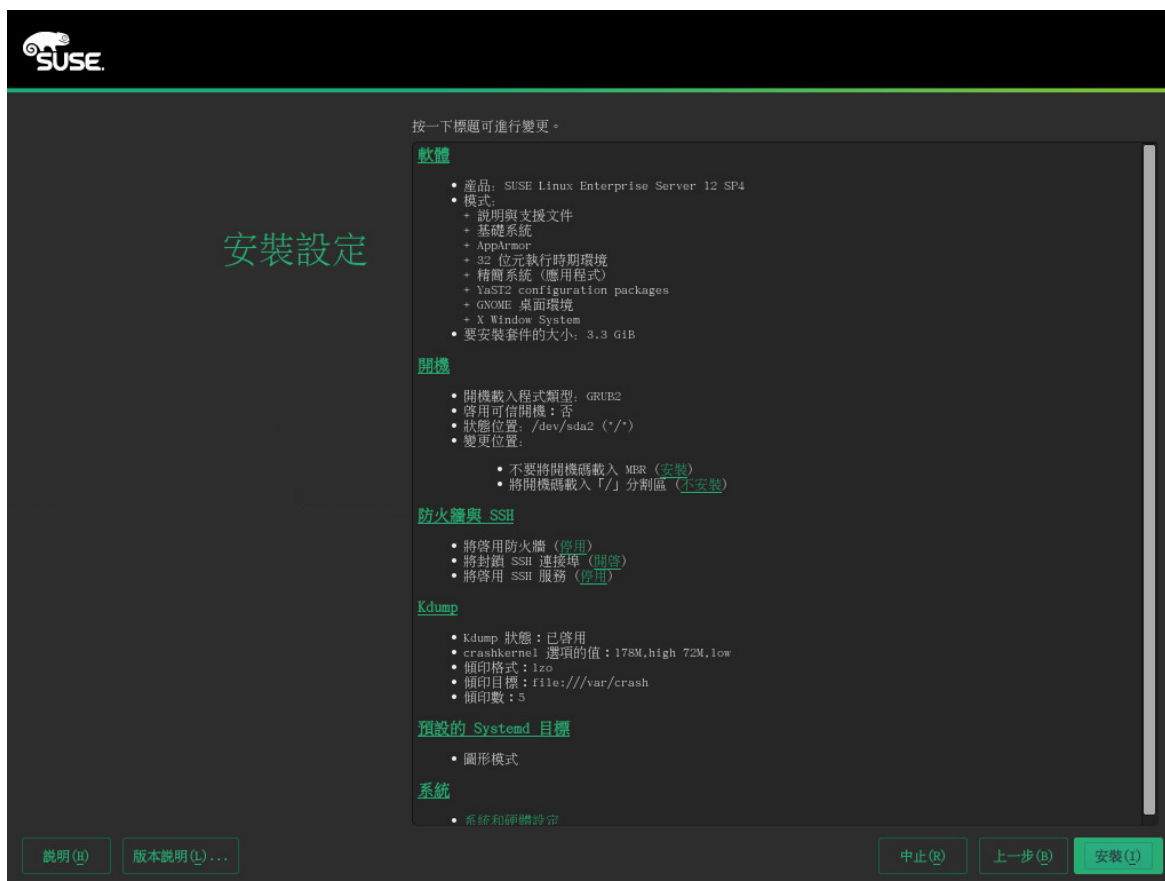 SUSE.
按一下標題可進行變更。
安裝設定
軟體
• 產品: SUSE Linux Enterprise Server 12 SP4
• 模式:
+ 說明與支援文件
+ 基礎系統
+ AppArmor
+ 32 位元執行時期環境
+ 精簡系統 (應用程式)
+ YaST2 configuration packages
+ GNOME 桌面環境
+ X Window System
• 要安裝套件的大小: 3.3 GiB
開機
• 開機載入程式類型: GRUB2
• 啓用可信開機：否
• 狀態位置: /dev/sda2 ("/")
• 變更位置:
• 不要將開機碼載入 MBR (安裝)
• 將開機碼載入「/」分割區 (不安裝)
防火牆與 SSH
• 將啓用防火牆 (停用)
• 將封鎖 SSH 連接埠 (開啓)
• 將啓用 SSH 服務 (停用)
Kdump
• Kdump 狀態：已啓用
• crashkernel 選項的值：178M,high 72M,low
• 傾印格式：lzo
• 傾印目標：file:///var/crash
• 傾印數：5
預設的 Systemd 目標
• 圖形模式
系統
• 系統和硬體設定
說明(H) 版本說明(L)... 中止(R) 上一步(B) 安裝(I)